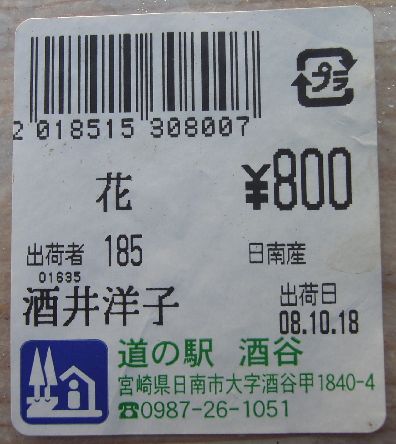 プラ
2 018515 308007
花 ¥800
出荷者 185 日南産
01635
酒井洋子 出荷日
08.10.18
道の駅 酒谷
宮崎県日南市大字酒谷甲1840-4
☎0987-26-1051